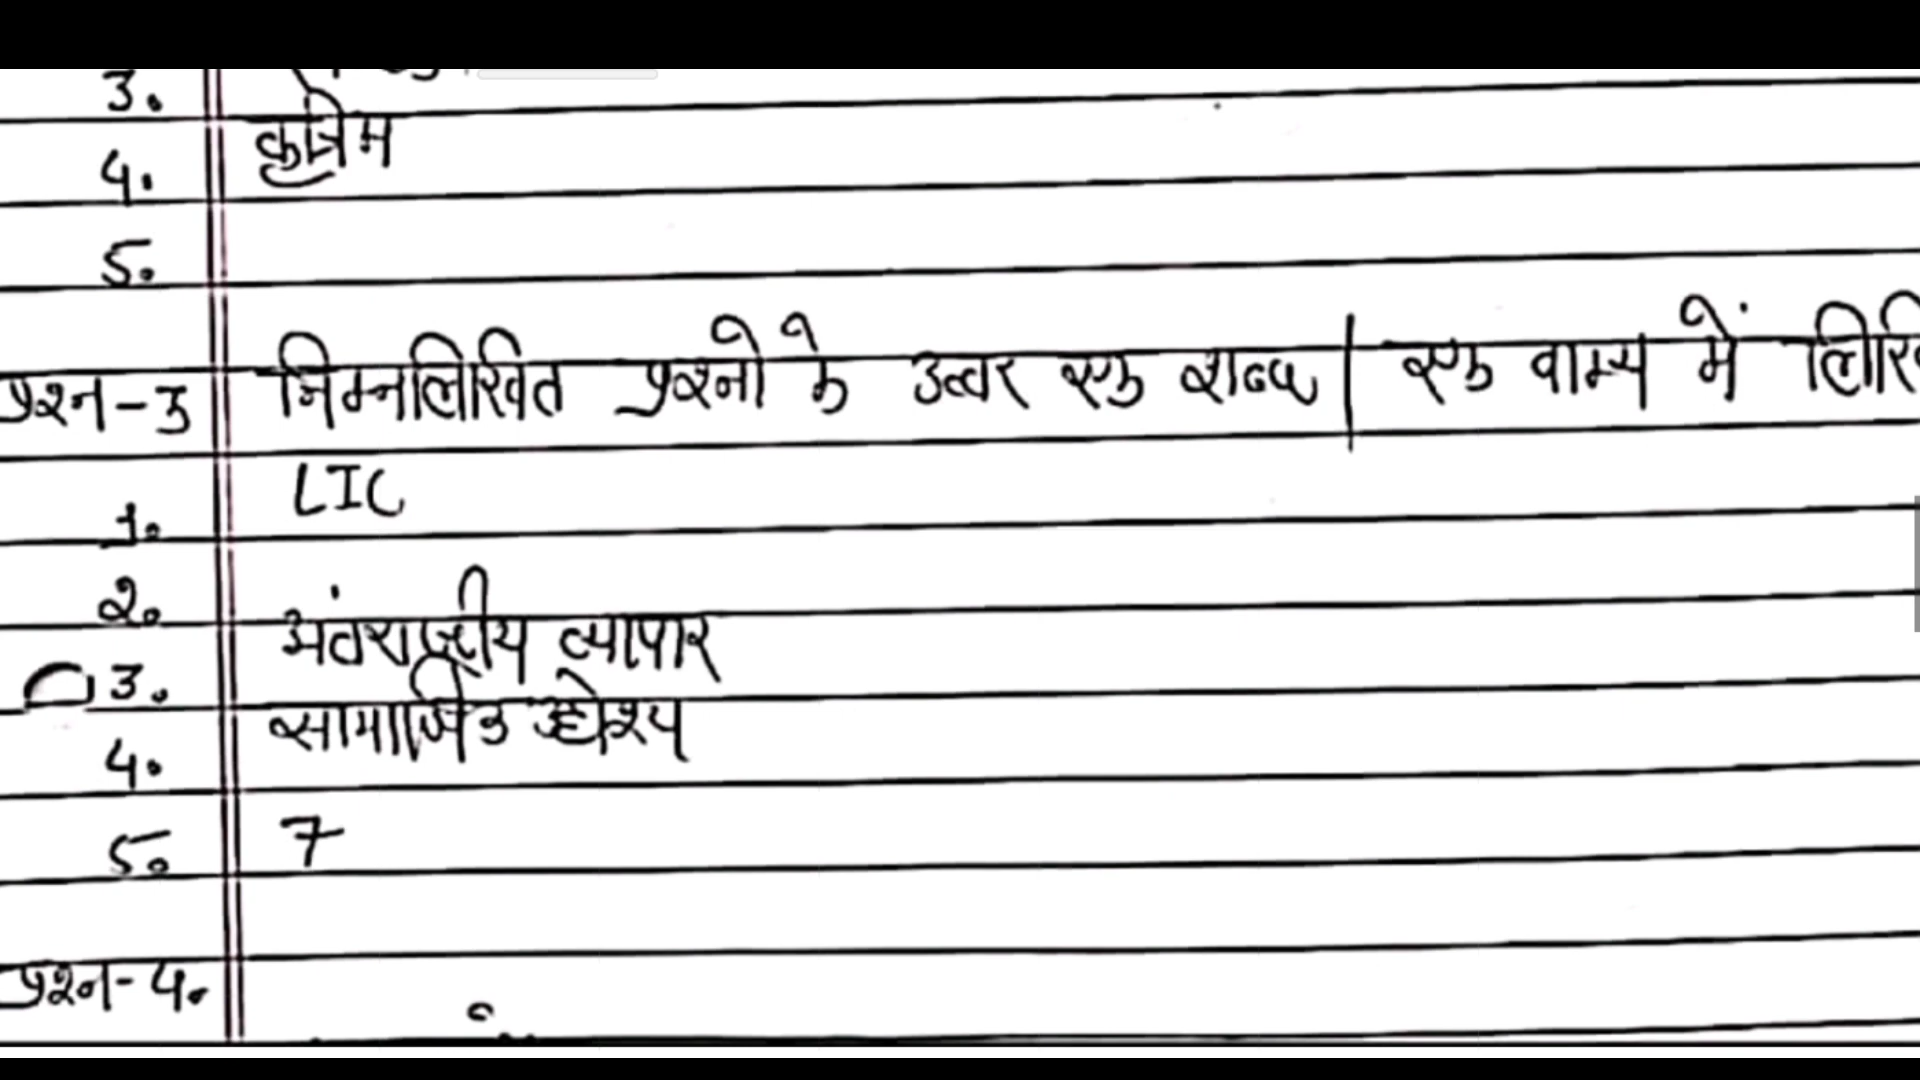 3.
4. कृत्रिम
5.
प्रश्न-3 निम्नलिखित प्रश्नो के उत्तर एक शब्द | एक वाक्य में
1. LIC
2.
3. अंतराष्ट्रीय व्यापार
4. सामाजिक उद्देश्य
5. 7
प्रश्न-4.